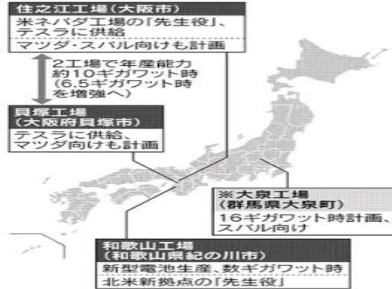 住之江工場(大阪市)
米ネバダ工場の「先生役」、
テスラに供給
マツダ・スバル向けも計画
2工場で年産能力
約10ギガワット時
(6.5ギガワット時
を増強へ)
貝塚工場
(大阪府貝塚市)
テスラに供給、
マツダ向けも計画
※大泉工場
(群馬県大泉町)
16ギガワット時計画、
スバル向け
和歌山工場
(和歌山県紀の川市)
新型電池生産、数ギガワット時
北米新拠点の「先生役」